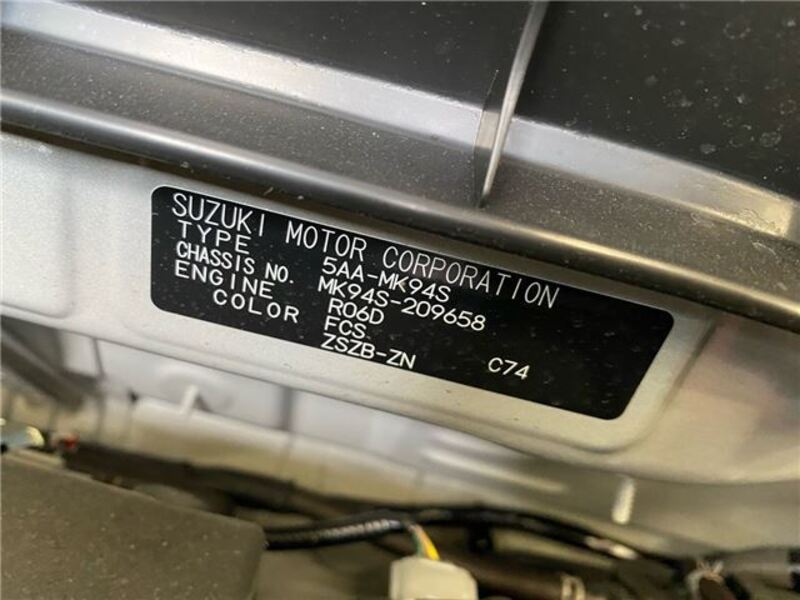 SUZUKI MOTOR CORPORATION
TYPE 5AA-MK94S
CHASSIS NO. MK94S-209658
ENGINE R06D
COLOR FCS
ZSZB-ZN C74